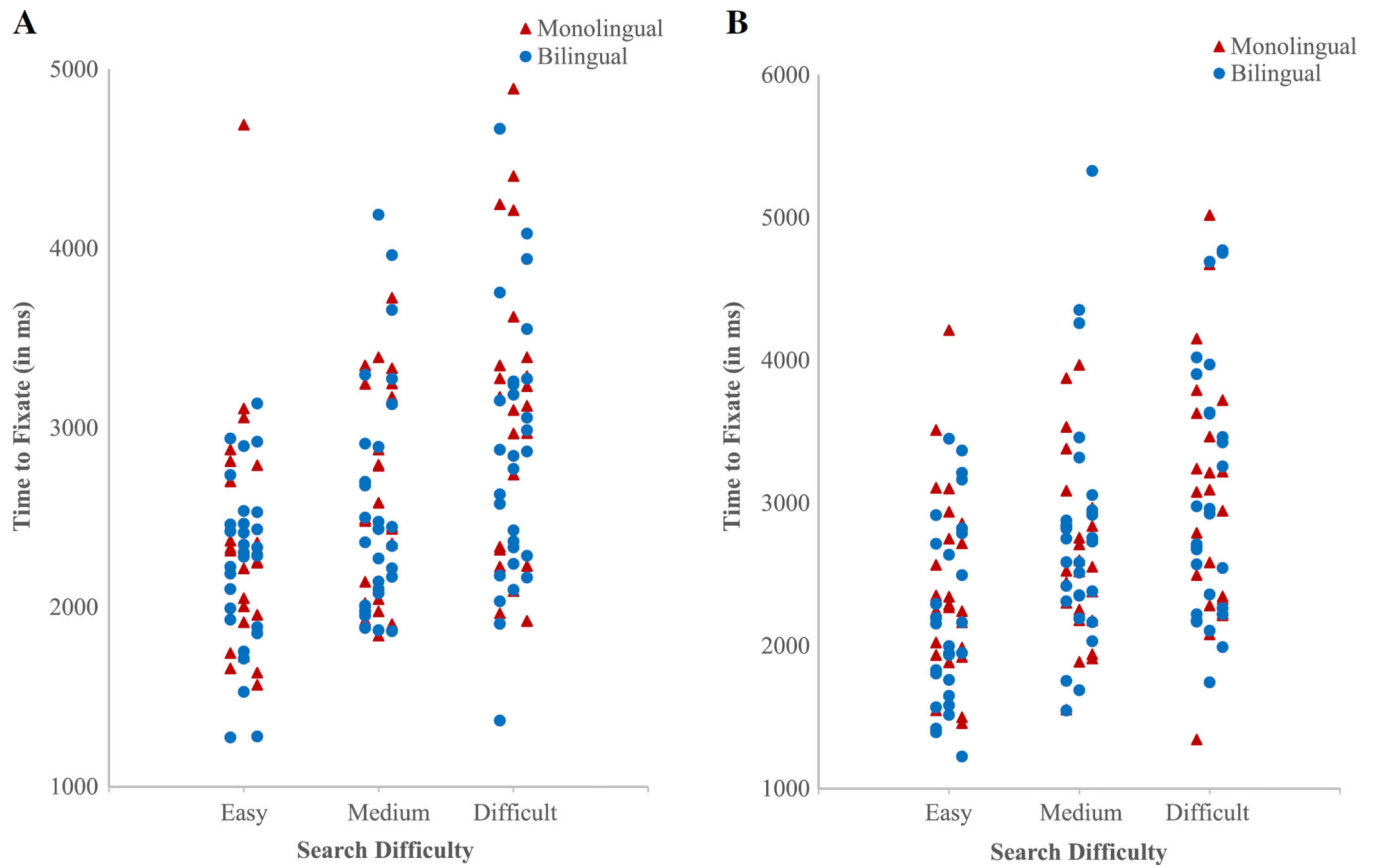 A
Monolingual
Bilingual
5000
4000
3000
2000
1000
Time to Fixate (in ms)
Easy Medium Difficult
Search Difficulty
B
Monolingual
Bilingual
6000
5000
4000
3000
2000
1000
Time to Fixate (in ms)
Easy Medium Difficult
Search Difficulty